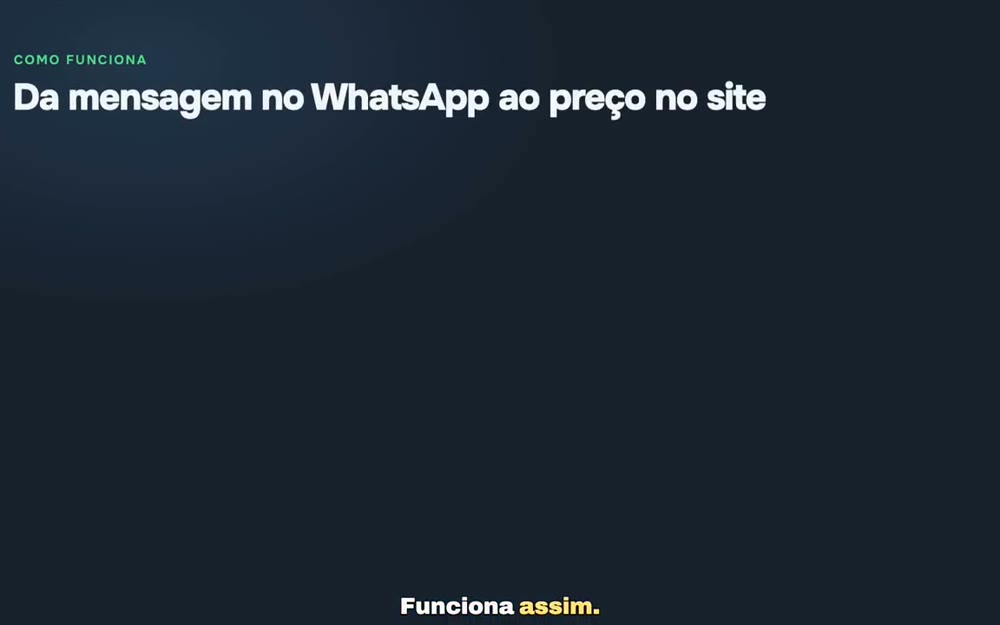 COMO FUNCIONA
Da mensagem no WhatsApp ao preço no site
Funciona assim.